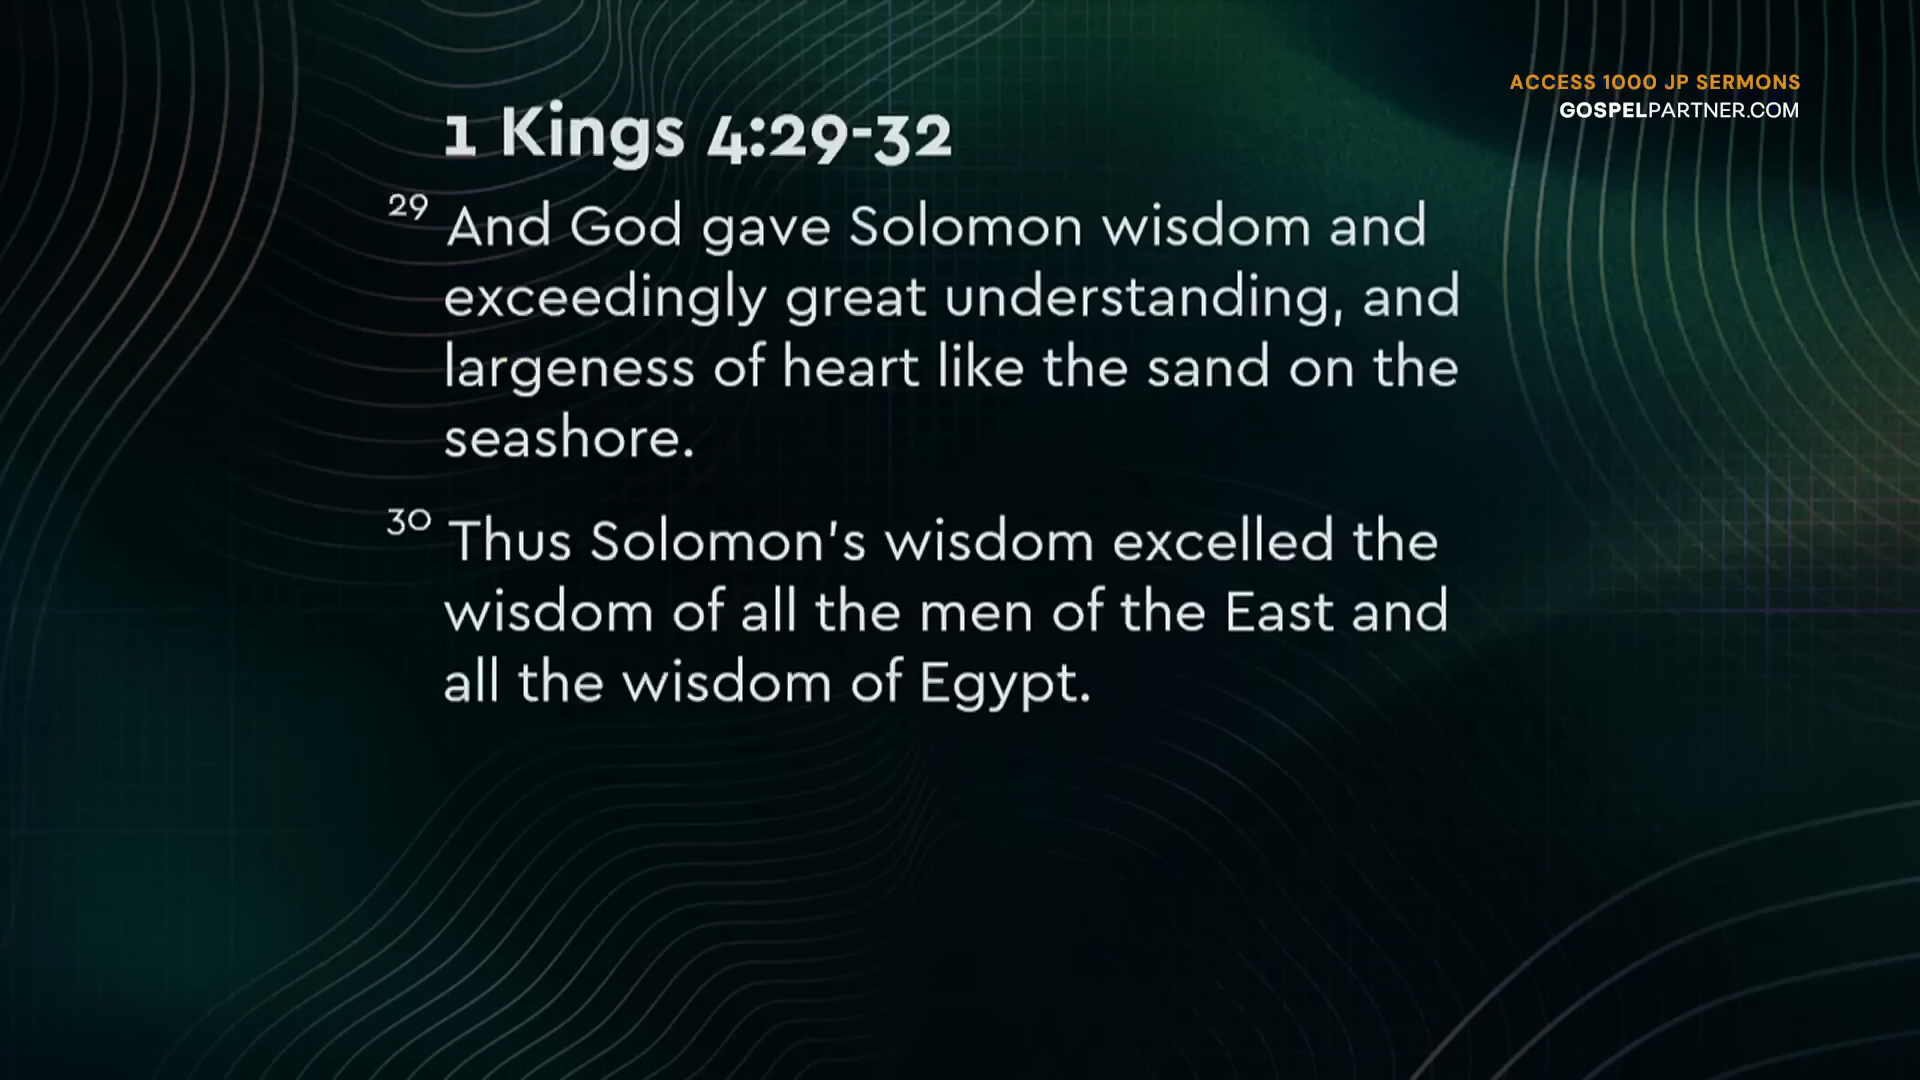 ACCESS 1000 JP SERMONS
GOSPELPARTNER.COM
1 Kings 4:29-32
29 And God gave Solomon wisdom and
exceedingly great understanding, and
largeness of heart like the sand on the
seashore.
30 Thus Solomon's wisdom excelled the
wisdom of all the men of the East and
all the wisdom of Egypt.